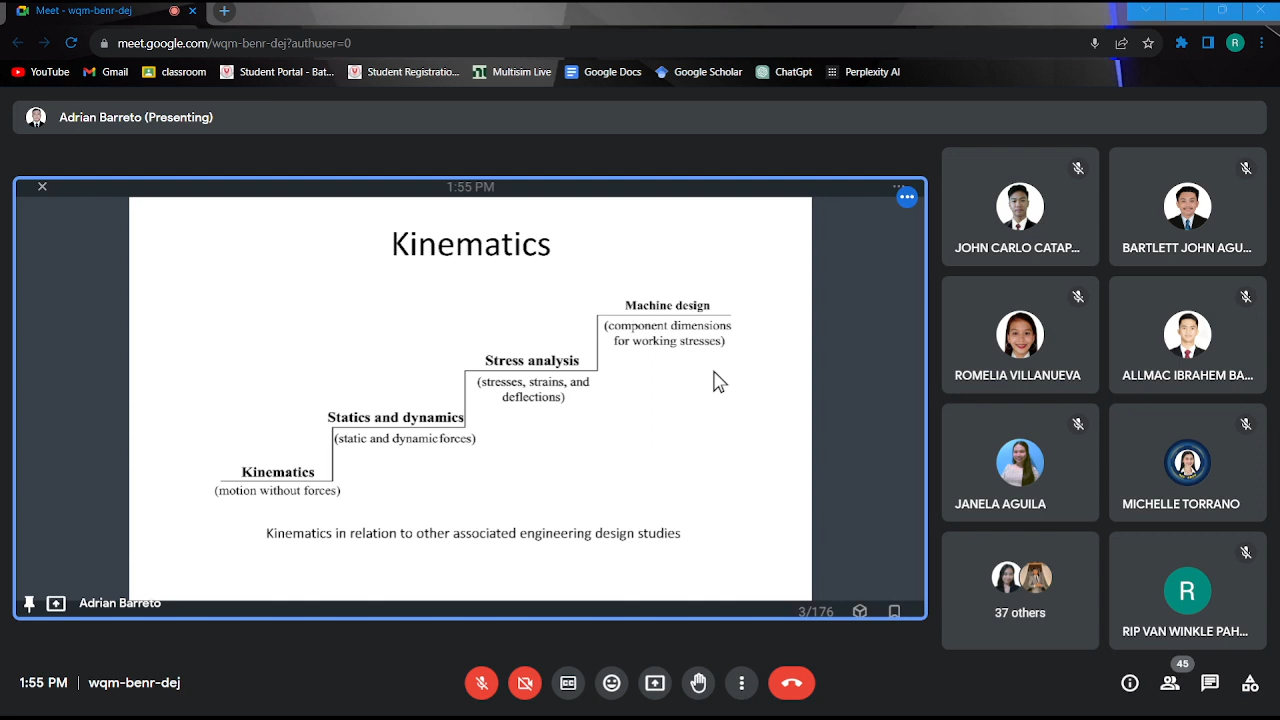 Meet - wqm-benr-dej
meet.google.com/wqm-benr-dej?authuser=0
R
YouTube
Gmail
classroom
Student Portal - Bat...
Student Registratio...
Multisim Live
Google Docs
Google Scholar
ChatGpt
Perplexity AI
Adrian Barreto (Presenting)
1:55 PM
Kinematics
Machine design
(component dimensions
for working stresses)
Stress analysis
(stresses, strains, and
deflections)
Statics and dynamics
(static and dynamic forces)
Kinematics
(motion without forces)
Kinematics in relation to other associated engineering design studies
Adrian Barreto
3/176
JOHN CARLO CATAP...
BARTLETT JOHN AGU...
ROMELIA VILLANUEVA
ALLMAC IBRAHEM BA...
JANELA AGUILA
MICHELLE TORRANO
37 others
R
RIP VAN WINKLE PAH...
1:55 PM | wqm-benr-dej
45